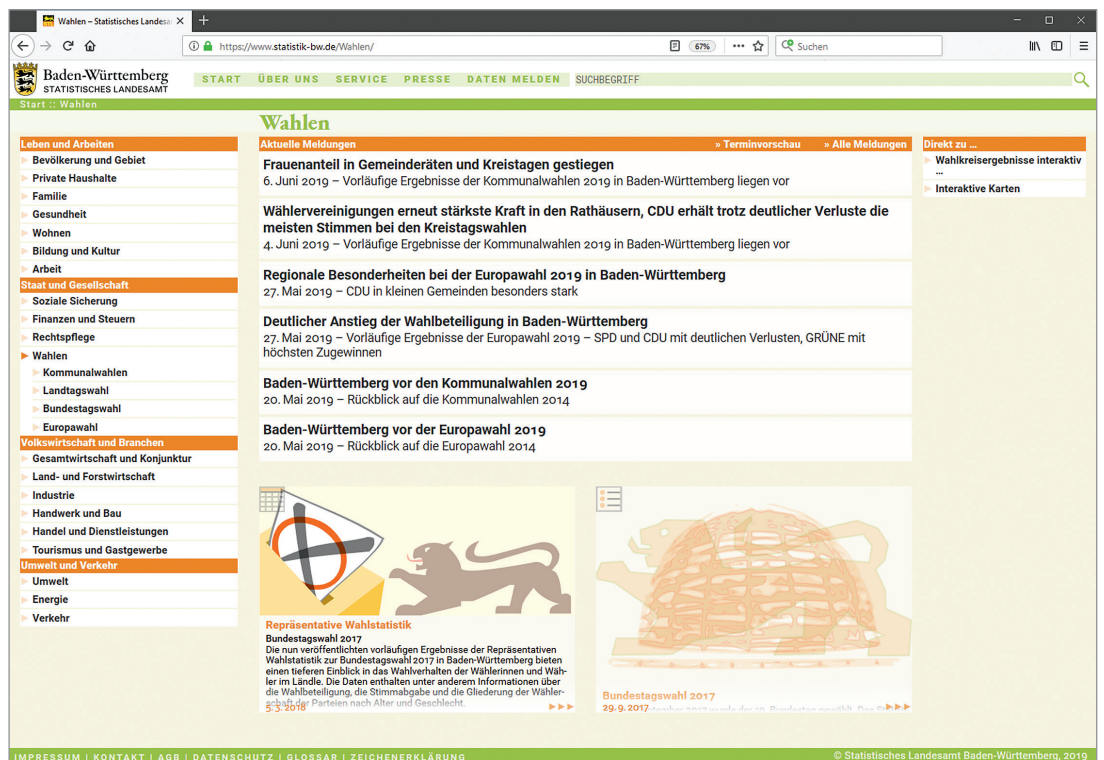 Wahlen – Statistisches Landesa
https://www.statistik-bw.de/Wahlen/
67%
Suchen
Baden-Württemberg
STATISTISCHES LANDESAMT
START ÜBER UNS SERVICE PRESSE DATEN MELDEN SUCHBEGRIFF
Start :: Wahlen
Wahlen
Leben und Arbeiten
Bevölkerung und Gebiet
Private Haushalte
Familie
Gesundheit
Wohnen
Bildung und Kultur
Arbeit
Staat und Gesellschaft
Soziale Sicherung
Finanzen und Steuern
Rechtspflege
Wahlen
Kommunalwahlen
Landtagswahl
Bundestagswahl
Europawahl
Volkswirtschaft und Branchen
Gesamtwirtschaft und Konjunktur
Land- und Forstwirtschaft
Industrie
Handwerk und Bau
Handel und Dienstleistungen
Tourismus und Gastgewerbe
Umwelt und Verkehr
Umwelt
Energie
Verkehr
Aktuelle Meldungen » Terminvorschau » Alle Meldungen
Frauenanteil in Gemeinderäten und Kreistagen gestiegen
6. Juni 2019 – Vorläufige Ergebnisse der Kommunalwahlen 2019 in Baden-Württemberg liegen vor
Wählervereinigungen erneut stärkste Kraft in den Rathäusern, CDU erhält trotz deutlicher Verluste die
meisten Stimmen bei den Kreistagswahlen
4. Juni 2019 – Vorläufige Ergebnisse der Kommunalwahlen 2019 in Baden-Württemberg liegen vor
Regionale Besonderheiten bei der Europawahl 2019 in Baden-Württemberg
27. Mai 2019 – CDU in kleinen Gemeinden besonders stark
Deutlicher Anstieg der Wahlbeteiligung in Baden-Württemberg
27. Mai 2019 – Vorläufige Ergebnisse der Europawahl 2019 – SPD und CDU mit deutlichen Verlusten, GRÜNE mit
höchsten Zugewinnen
Baden-Württemberg vor den Kommunalwahlen 2019
20. Mai 2019 – Rückblick auf die Kommunalwahlen 2014
Baden-Württemberg vor der Europawahl 2019
20. Mai 2019 – Rückblick auf die Europawahl 2014
Direkt zu ...
Wahlkreisergebnisse interaktiv
...
Interaktive Karten
Repräsentative Wahlstatistik
Bundestagswahl 2017
Die nun veröffentlichten vorläufigen Ergebnisse der Repräsentativen
Wahlstatistik zur Bundestagswahl 2017 in Baden-Württemberg bieten
einen tieferen Einblick in das Wahlverhalten der Wählerinnen und Wäh-
ler im Ländle. Die Daten enthalten unter anderem Informationen über
die Wahlbeteiligung, die Stimmabgabe und die Gliederung der Wähler-
schaft der Parteien nach Alter und Geschlecht.
5. 3. 2018
Bundestagswahl 2017
29. 9. 2017
IMPRESSUM | KONTAKT | AGB | DATENSCHUTZ | GLOSSAR | ZEICHENERKLÄRUNG
© Statistisches Landesamt Baden-Württemberg, 2019